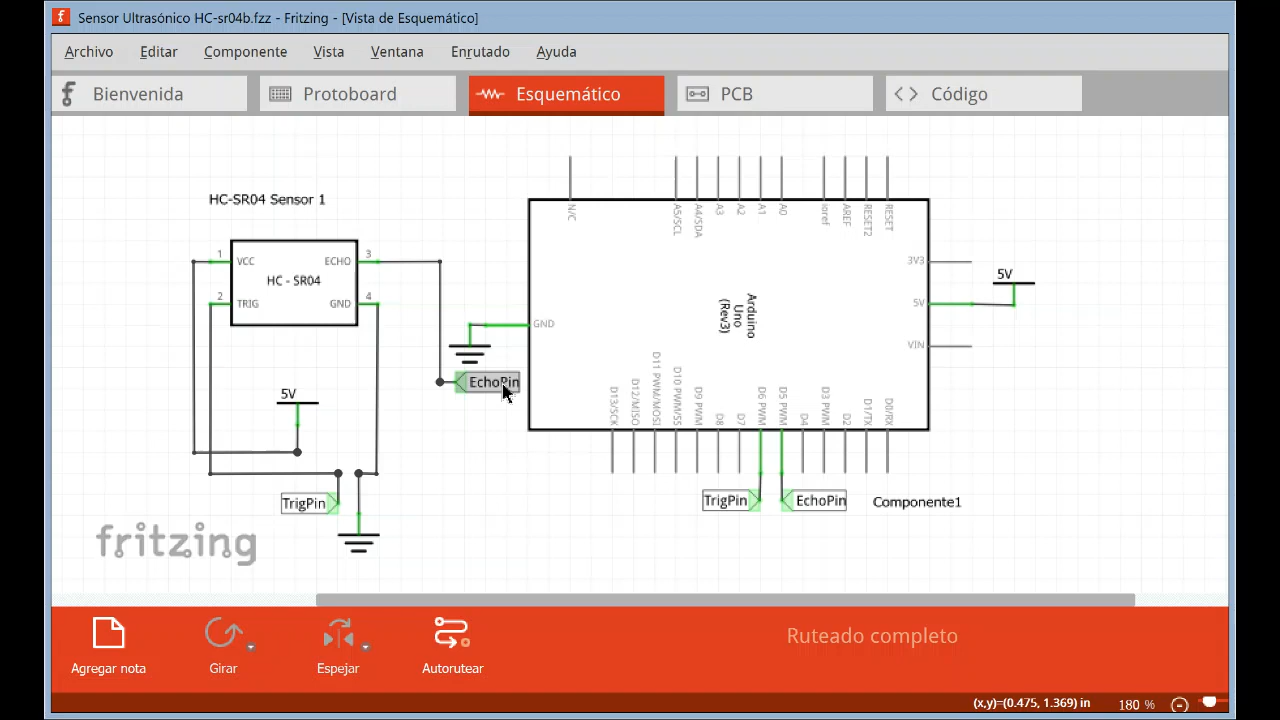 Sensor Ultrasónico HC-sr04b.fzz - Fritzing - [Vista de Esquemático]
Archivo Editar Componente Vista Ventana Enrutado Ayuda
Bienvenida Protoboard Esquemático PCB Código
HC-SR04 Sensor 1
1 VCC ECHO 3
HC - SR04
2 TRIG GND 4
5V
TrigPin
EchoPin
N/C A5/SCL A4/SDA A3 A2 A1 A0 ioref AREF RESET2 RESET
3V3
5V
5V
VIN
GND
Arduino
Uno
(Rev3)
D13/SCK D12/MISO D11 PWM/MOSI D10 PWM/SS D9 PWM D8 D7 D6 PWM D5 PWM D4 D3 PWM D2 D1/TX D0/RX
TrigPin EchoPin Componente1
fritzing
Agregar nota Girar Espejar Autorutear
Ruteado completo
(x,y)=(0.475, 1.369) in 180 %